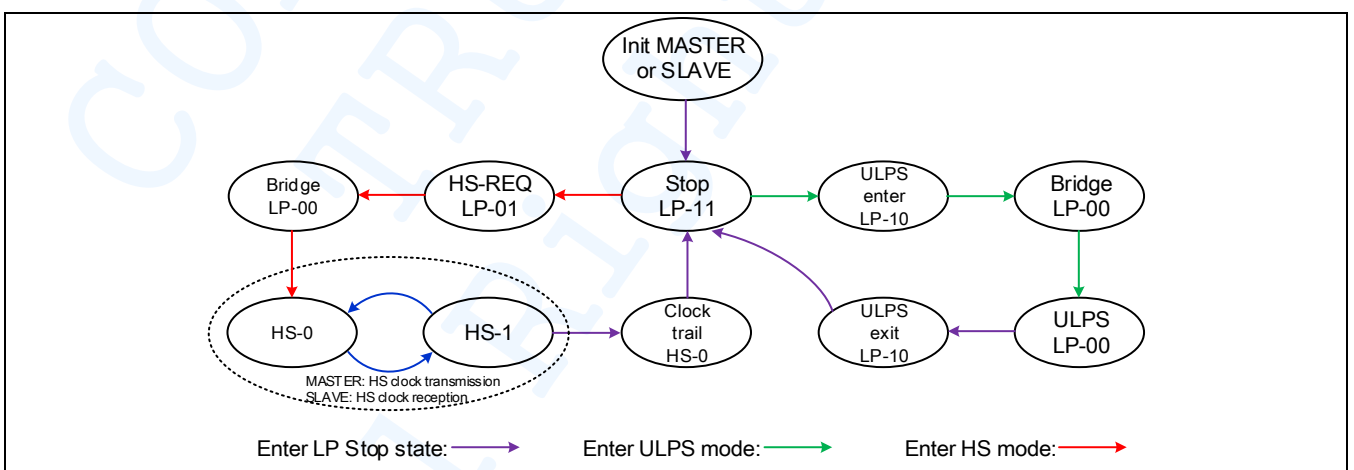 Init MASTER
or SLAVE
Bridge
LP-00
HS-REQ
LP-01
Stop
LP-11
ULPS
enter
LP-10
Bridge
LP-00
HS-0
HS-1
Clock
trail
HS-0
ULPS
exit
LP-10
ULPS
LP-00
MASTER: HS clock transmission
SLAVE: HS clock reception
Enter LP Stop state:
Enter ULPS mode:
Enter HS mode: